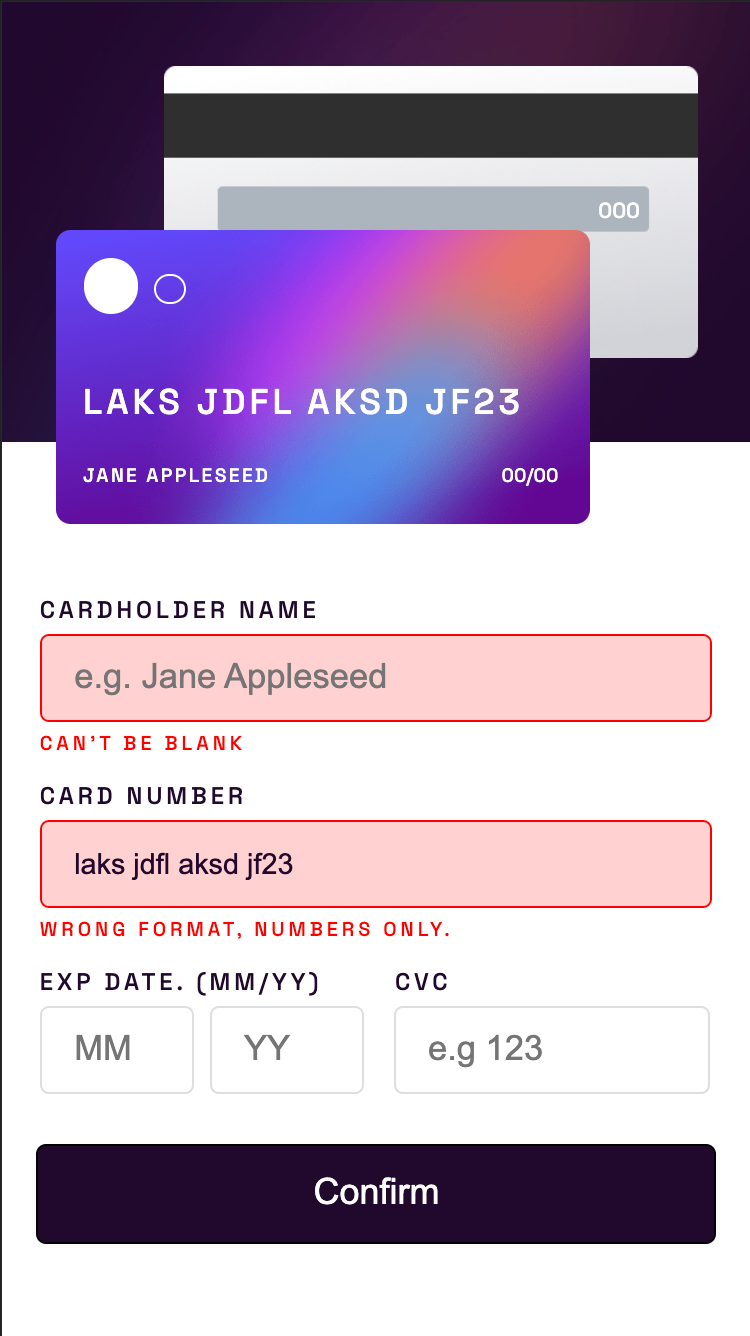 000
LAKS JDFL AKSD JF23
JANE APPLESEED 00/00
CARDHOLDER NAME
e.g. Jane Appleseed
CAN'T BE BLANK
CARD NUMBER
laks jdfl aksd jf23
WRONG FORMAT, NUMBERS ONLY.
EXP DATE. (MM/YY) CVC
MM YY e.g 123
Confirm